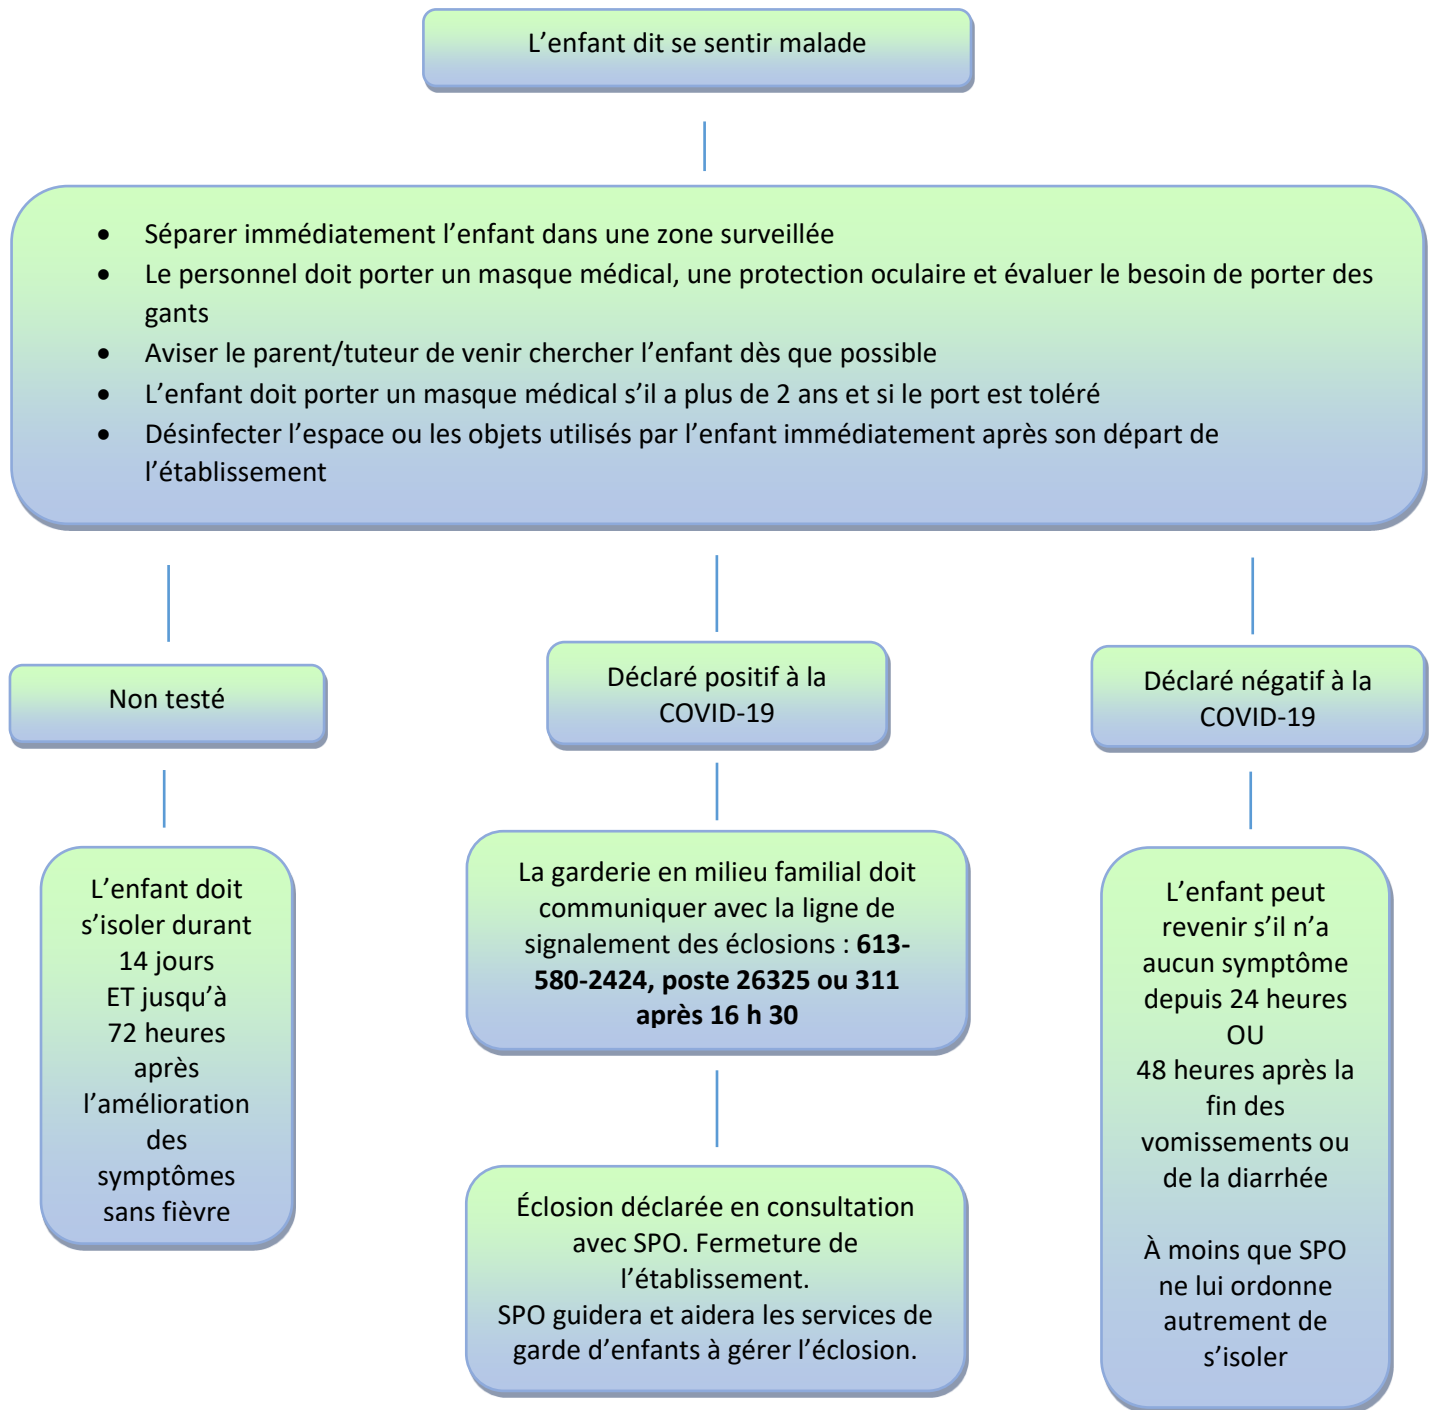 L’enfant dit se sentir malade
• Séparer immédiatement l’enfant dans une zone surveillée
• Le personnel doit porter un masque médical, une protection oculaire et évaluer le besoin de porter des
gants
• Aviser le parent/tuteur de venir chercher l’enfant dès que possible
• L’enfant doit porter un masque médical s’il a plus de 2 ans et si le port est toléré
• Désinfecter l’espace ou les objets utilisés par l’enfant immédiatement après son départ de
l’établissement
Non testé
L’enfant doit
s’isoler durant
14 jours
ET jusqu’à
72 heures
après
l’amélioration
des
symptômes
sans fièvre
Déclaré positif à la
COVID-19
La garderie en milieu familial doit
communiquer avec la ligne de
signalement des éclosions : 613-
580-2424, poste 26325 ou 311
après 16 h 30
Éclosion déclarée en consultation
avec SPO. Fermeture de
l’établissement.
SPO guidera et aidera les services de
garde d’enfants à gérer l’éclosion.
Déclaré négatif à la
COVID-19
L’enfant peut
revenir s’il n’a
aucun symptôme
depuis 24 heures
OU
48 heures après la
fin des
vomissements ou
de la diarrhée
À moins que SPO
ne lui ordonne
autrement de
s’isoler